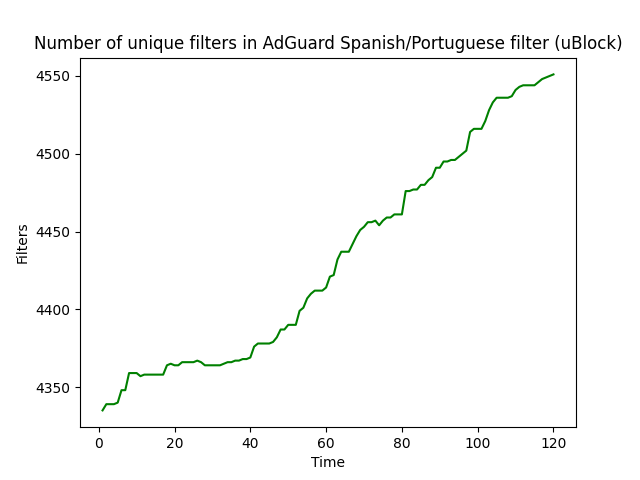 Number of unique filters in AdGuard Spanish/Portuguese filter (uBlock)
4550
4500
4450
4400
4350
Filters
0 20 40 60 80 100 120
Time